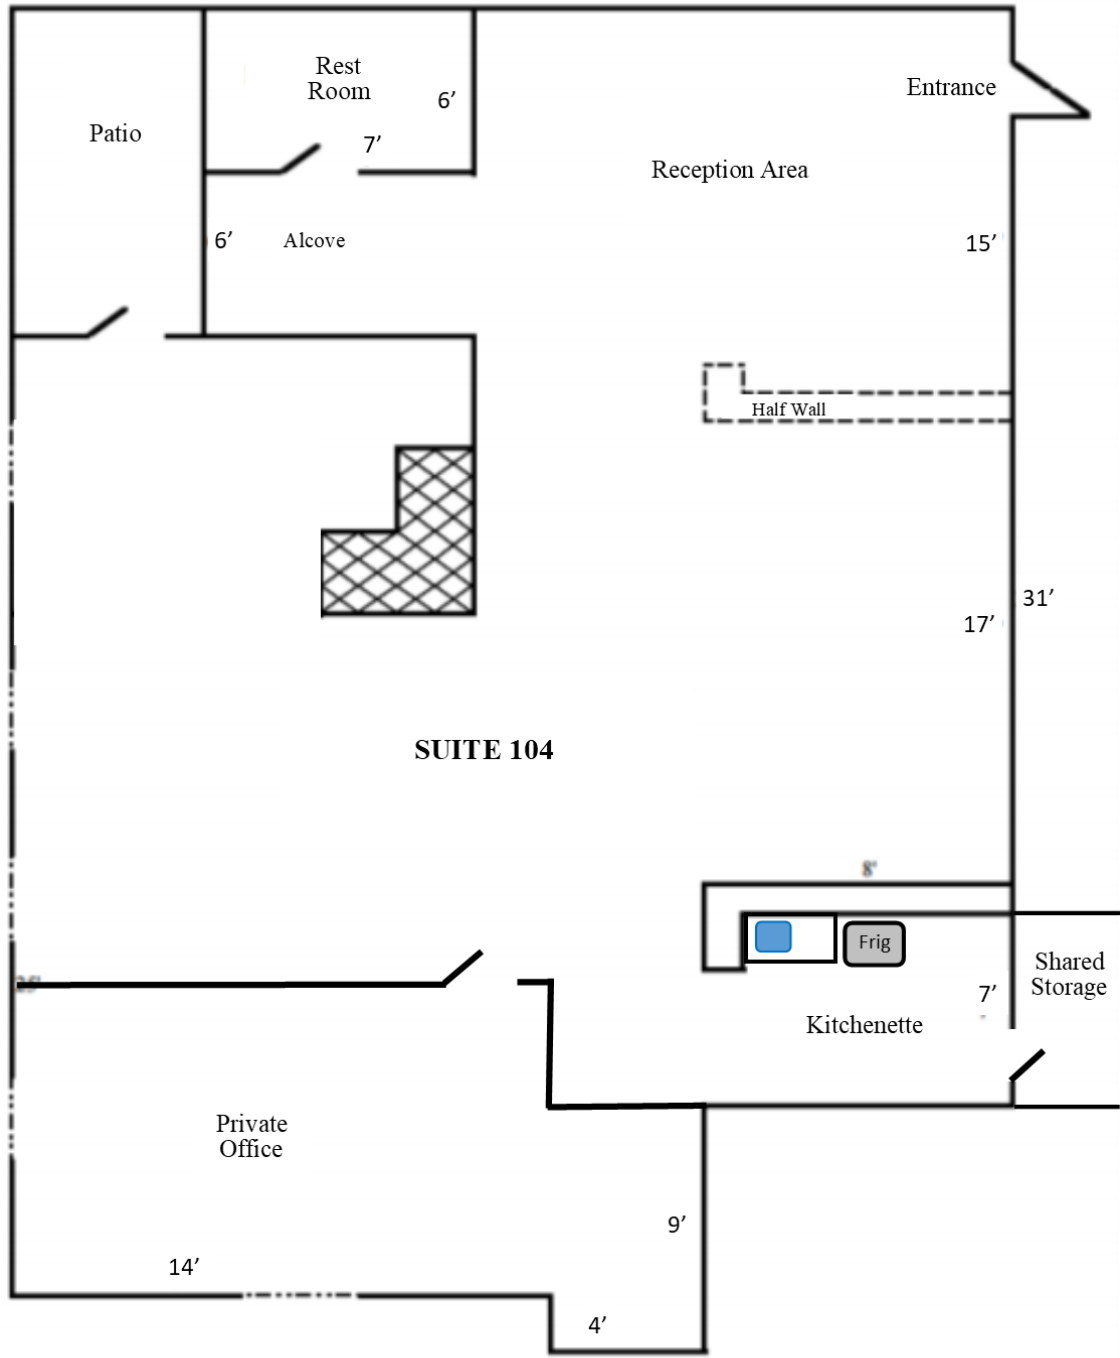 Rest
Room
6’
7’
Patio
Entrance
Reception Area
6’
Alcove
15’
Half Wall
31’
17’
SUITE 104
8'
Frig
Shared
Storage
7’
25'
Kitchenette
Private
Office
9’
14’
4’